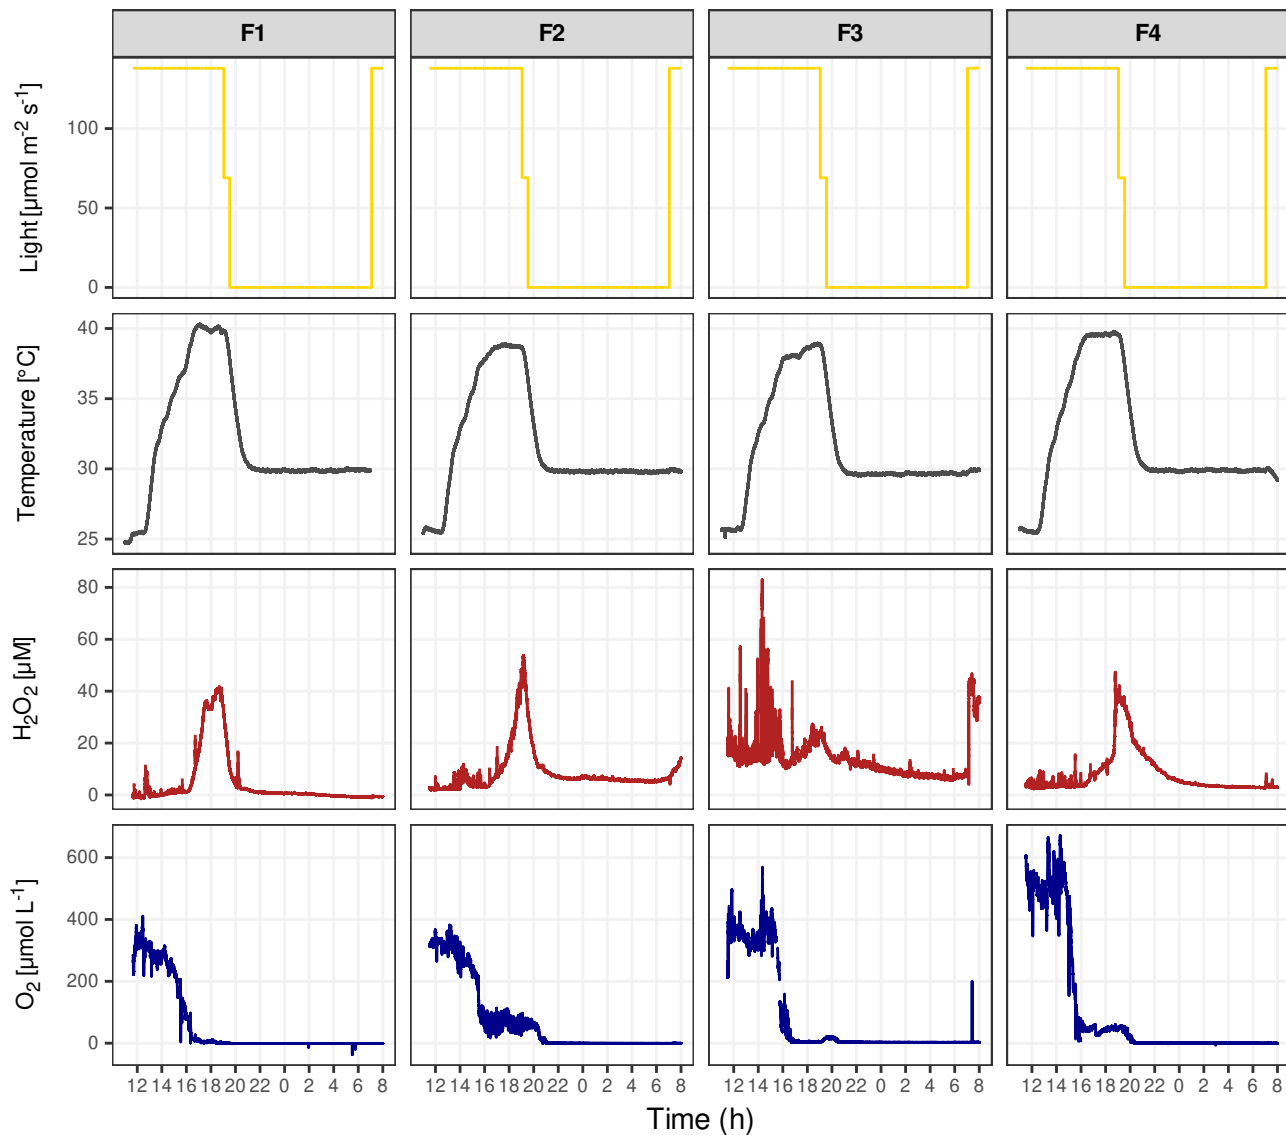 F1 F2 F3 F4
Light [µmol m⁻² s⁻¹]
100
50
0
Temperature [°C]
40
35
30
25
H₂O₂ [µM]
80
60
40
20
0
O₂ [µmol L⁻¹]
600
400
200
0
12 14 16 18 20 22 0 2 4 6 8 12 14 16 18 20 22 0 2 4 6 8 12 14 16 18 20 22 0 2 4 6 8 12 14 16 18 20 22 0 2 4 6 8
Time (h)